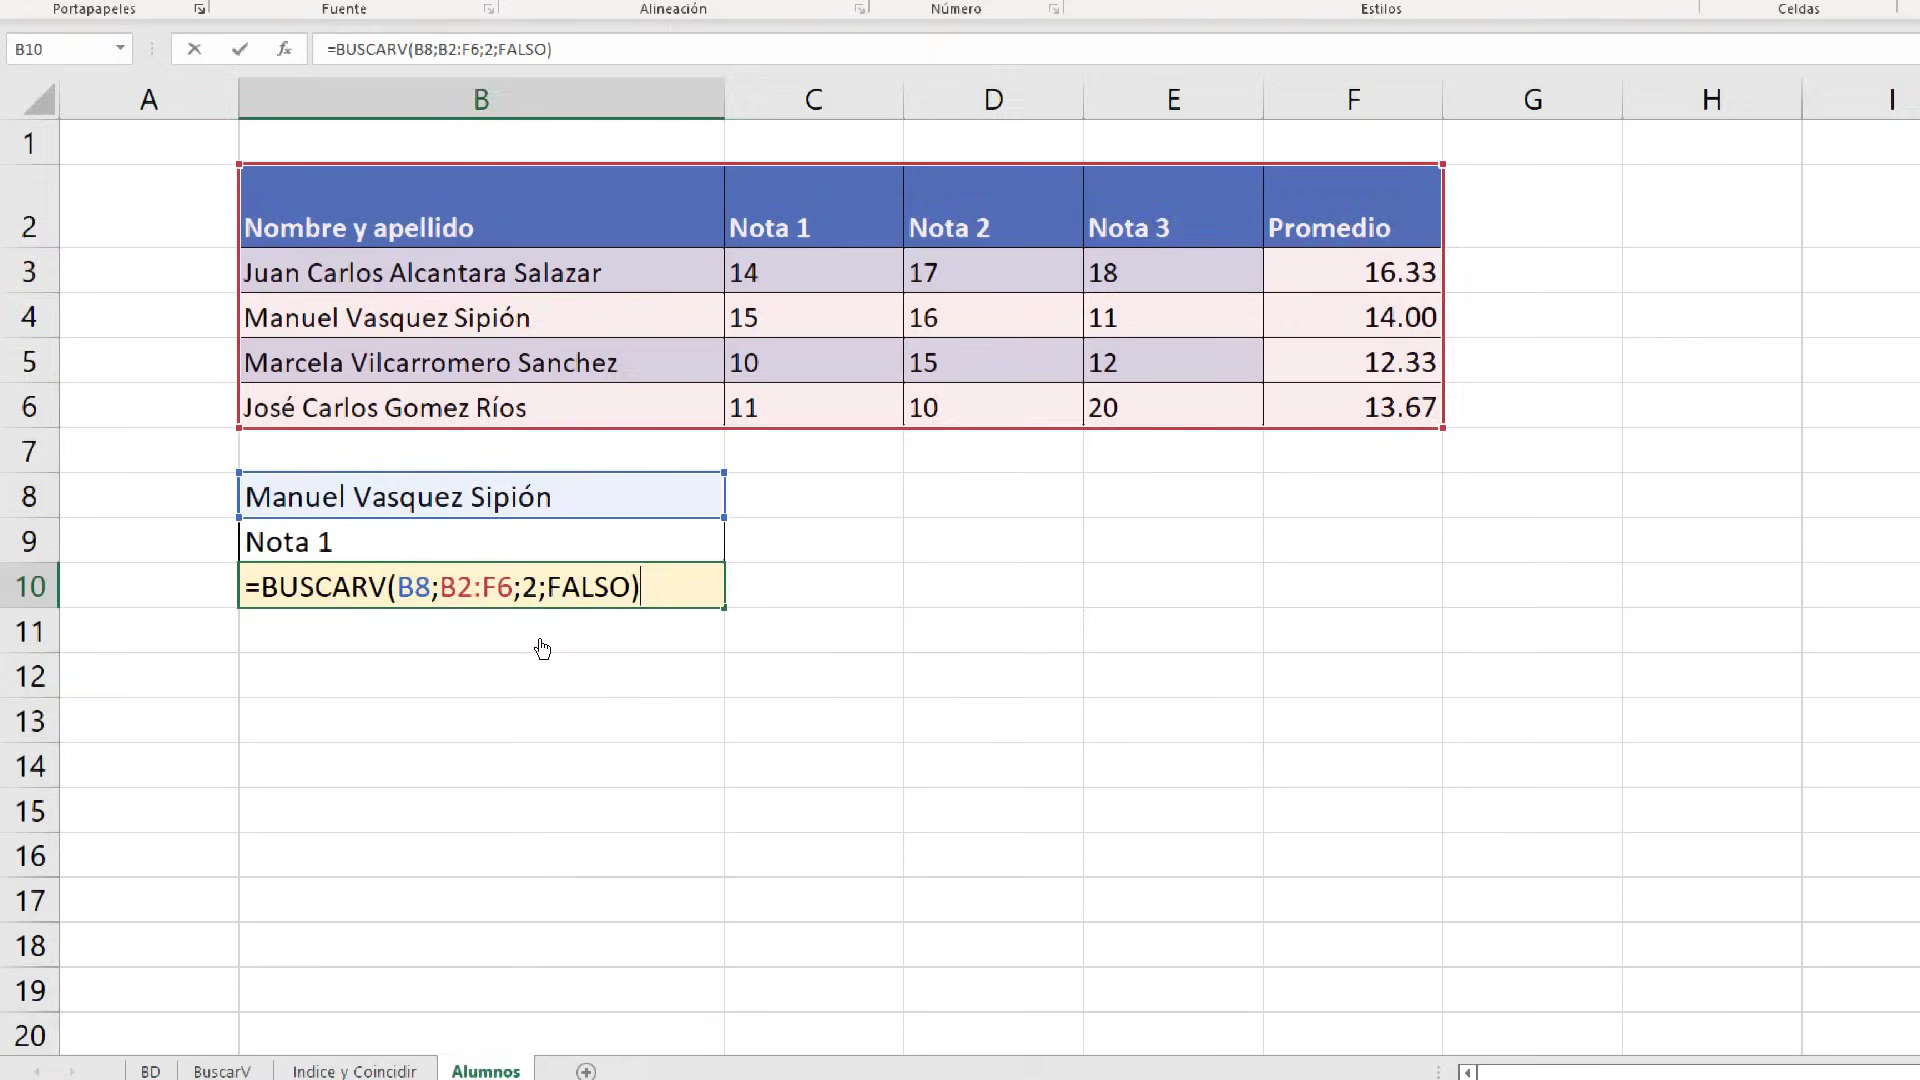 Portapapeles Fuente Alineación Número Estilos Celdas
B10 fx =BUSCARV(B8;B2:F6;2;FALSO)
A B C D E F G H I
1
2 Nombre y apellido Nota 1 Nota 2 Nota 3 Promedio
3 Juan Carlos Alcantara Salazar 14 17 18 16.33
4 Manuel Vasquez Sipión 15 16 11 14.00
5 Marcela Vilcarromero Sanchez 10 15 12 12.33
6 José Carlos Gomez Ríos 11 10 20 13.67
7
8 Manuel Vasquez Sipión
9 Nota 1
10 =BUSCARV(B8;B2:F6;2;FALSO)
11
12
13
14
15
16
17
18
19
20
BD BuscarV Indice y Coincidir Alumnos